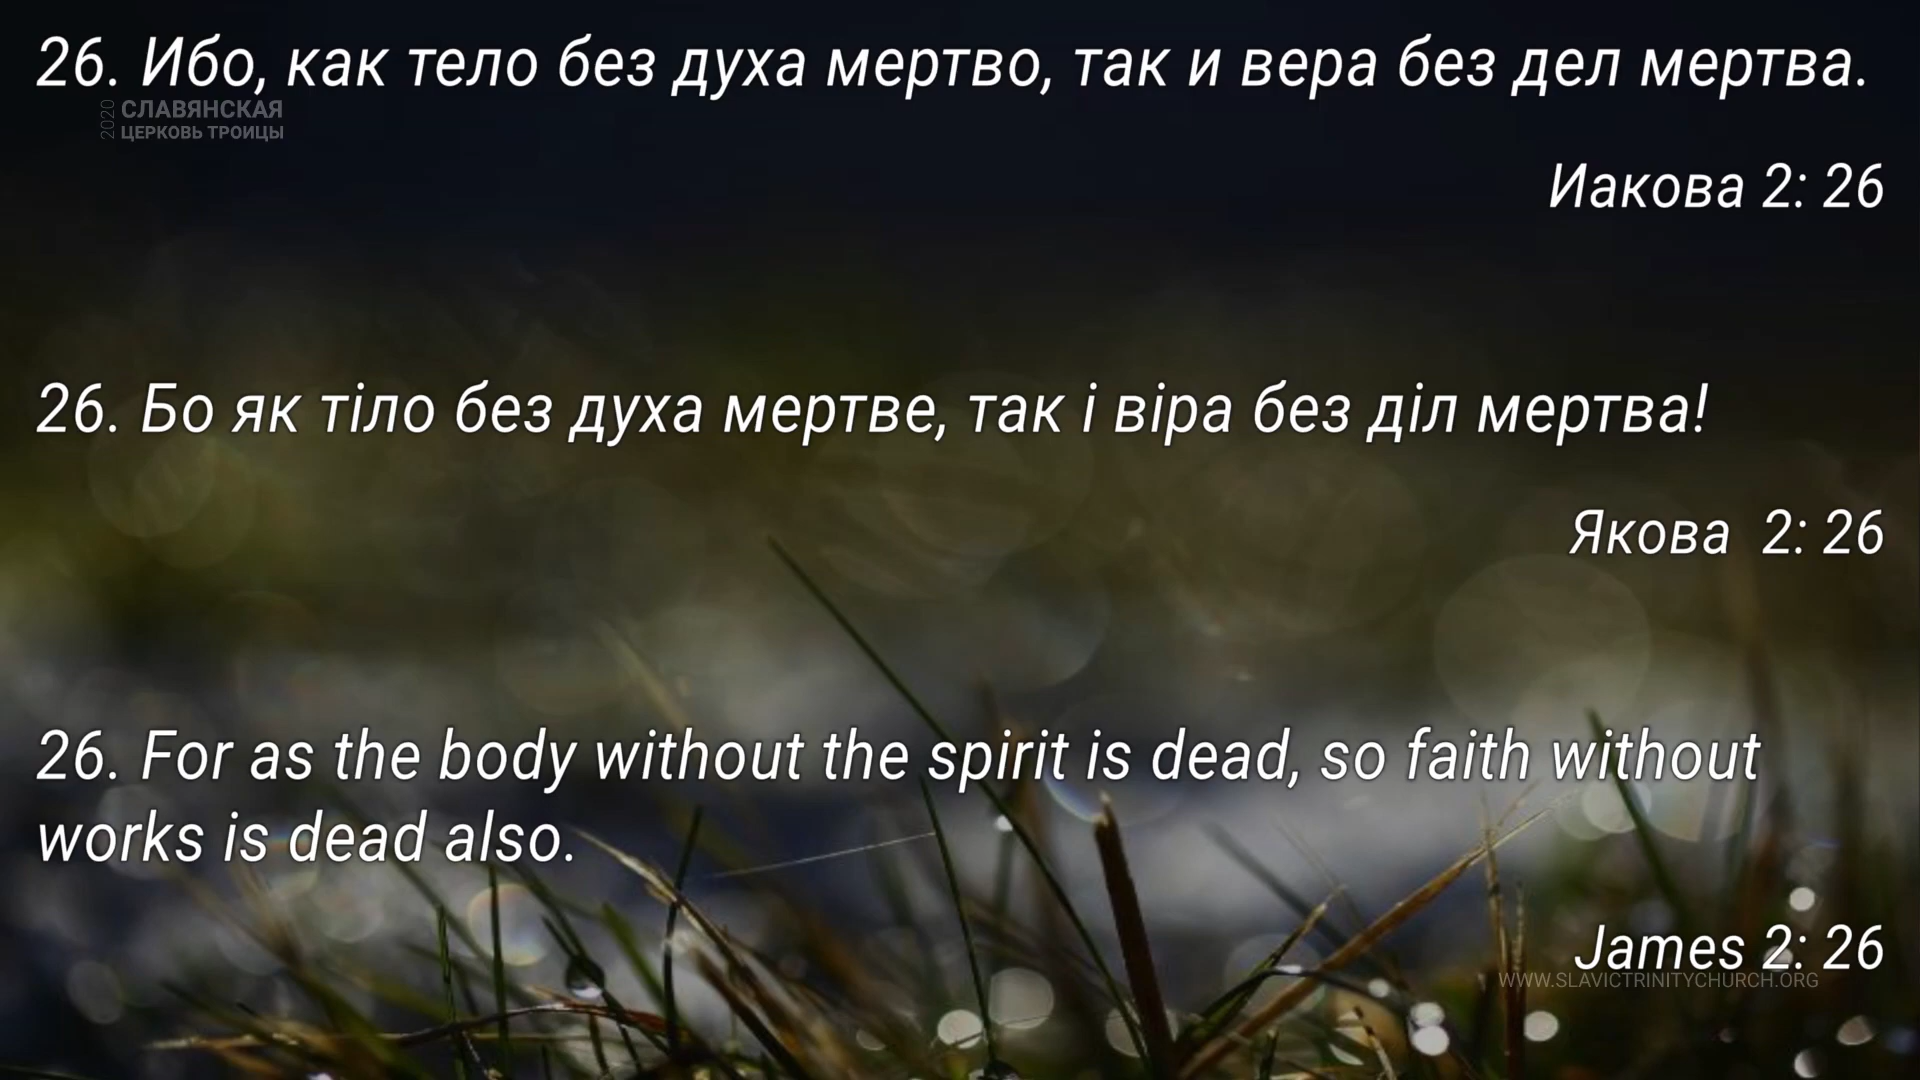 26. Ибо, как тело без духа мертво, так и вера без дел мертва.
2020 СЛАВЯНСКАЯ
ЦЕРКОВЬ ТРОИЦЫ
Иакова 2: 26
26. Бо як тіло без духа мертве, так і віра без діл мертва!
Якова 2: 26
26. For as the body without the spirit is dead, so faith without
works is dead also.
James 2: 26
WWW.SLAVICTRINITYCHURCH.ORG